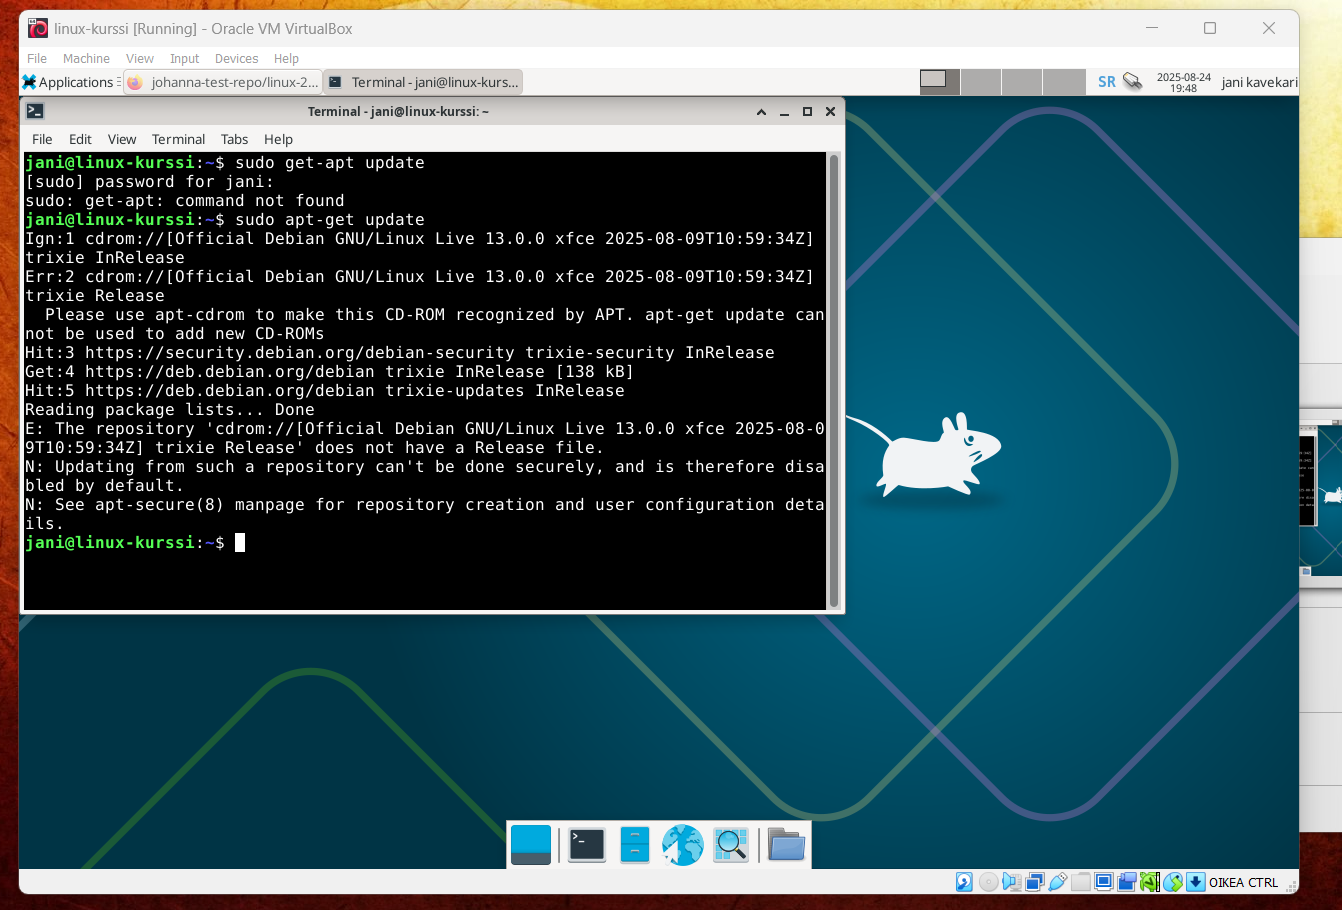 linux-kurssi [Running] - Oracle VM VirtualBox
File Machine View Input Devices Help
Applications johanna-test-repo/linux-2... Terminal - jani@linux-kurs... SR 2025-08-24 19:48 jani kavekari
Terminal - jani@linux-kurssi: ~
File Edit View Terminal Tabs Help
jani@linux-kurssi:~$ sudo get-apt update
[sudo] password for jani:
sudo: get-apt: command not found
jani@linux-kurssi:~$ sudo apt-get update
Ign:1 cdrom://[Official Debian GNU/Linux Live 13.0.0 xfce 2025-08-09T10:59:34Z]
trixie InRelease
Err:2 cdrom://[Official Debian GNU/Linux Live 13.0.0 xfce 2025-08-09T10:59:34Z]
trixie Release
  Please use apt-cdrom to make this CD-ROM recognized by APT. apt-get update can
not be used to add new CD-ROMs
Hit:3 https://security.debian.org/debian-security trixie-security InRelease
Get:4 https://deb.debian.org/debian trixie InRelease [138 kB]
Hit:5 https://deb.debian.org/debian trixie-updates InRelease
Reading package lists... Done
E: The repository 'cdrom://[Official Debian GNU/Linux Live 13.0.0 xfce 2025-08-0
9T10:59:34Z] trixie Release' does not have a Release file.
N: Updating from such a repository can't be done securely, and is therefore disa
bled by default.
N: See apt-secure(8) manpage for repository creation and user configuration deta
ils.
jani@linux-kurssi:~$
OIKEA CTRL